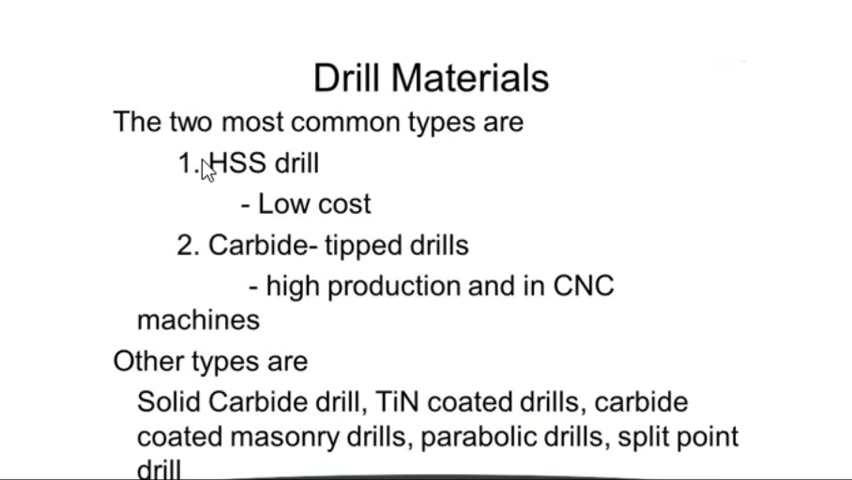 Drill Materials
The two most common types are
1. HSS drill
- Low cost
2. Carbide- tipped drills
- high production and in CNC
machines
Other types are
Solid Carbide drill, TiN coated drills, carbide
coated masonry drills, parabolic drills, split point
drill